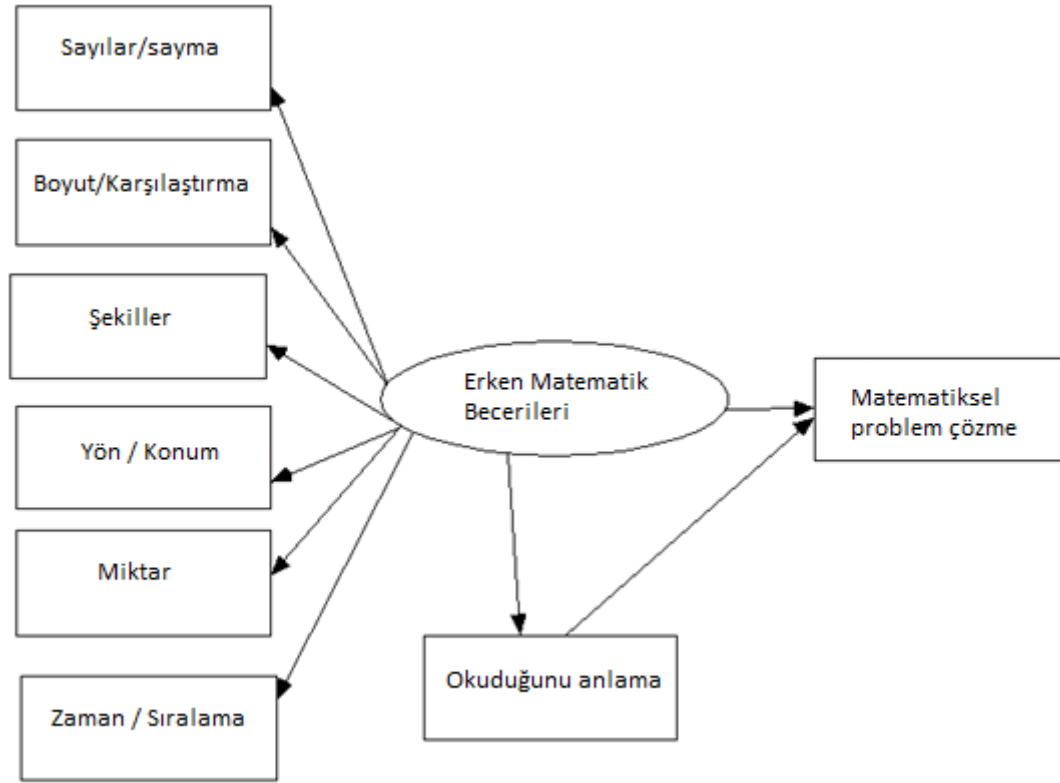 Sayılar/sayma
Boyut/Karşılaştırma
Şekiller
Yön / Konum
Miktar
Zaman / Sıralama
Erken Matematik
Becerileri
Okuduğunu anlama
Matematiksel
problem çözme